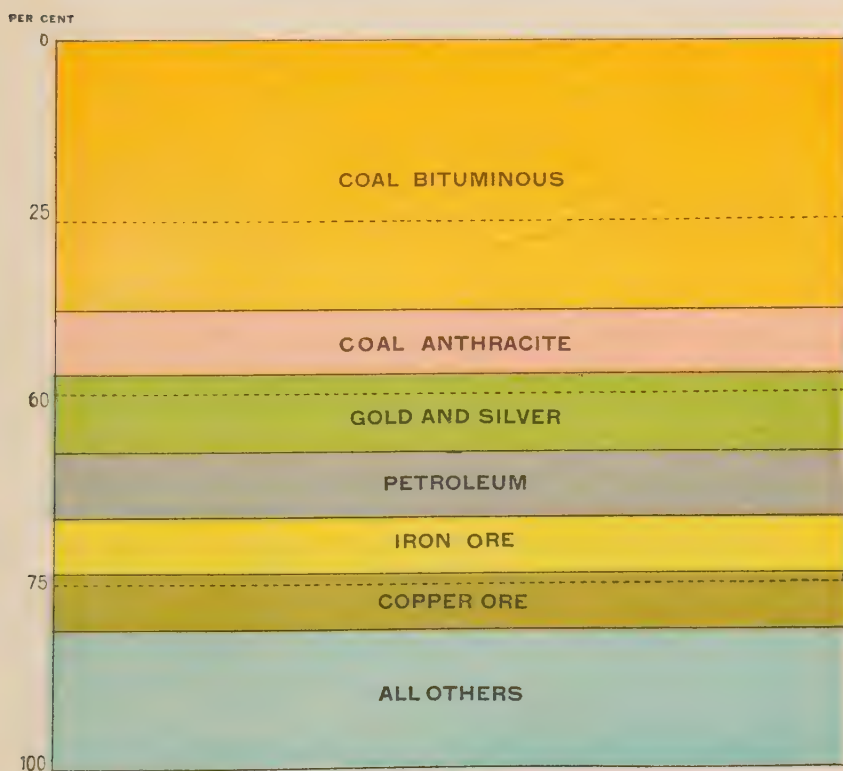 PER CENT
0
COAL BITUMINOUS
25
COAL ANTHRACITE
60
GOLD AND SILVER
PETROLEUM
IRON ORE
75
COPPER ORE
ALL OTHERS
100